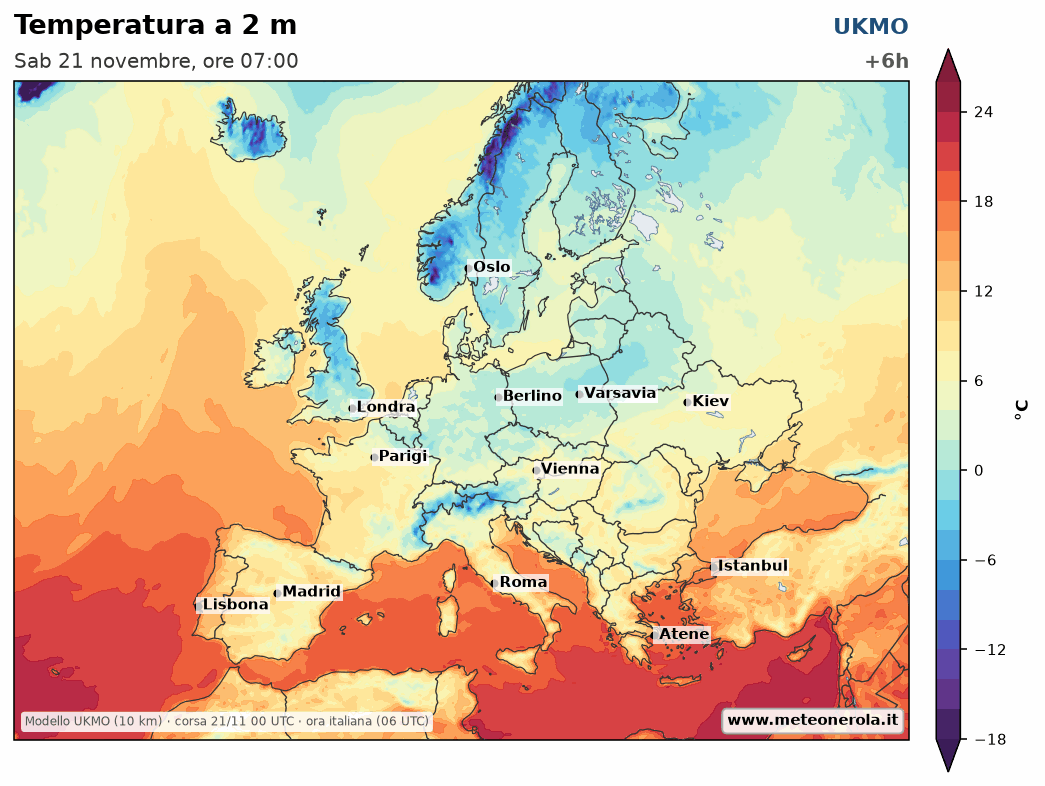 Temperatura a 2 m
UKMO
Sab 21 novembre, ore 07:00
+6h
24
18
12
6
0
−6
−12
−18
°C
Oslo
Berlino
Varsavia
Kiev
Londra
Parigi
Vienna
Istanbul
Roma
Madrid
Lisbona
Atene
Modello UKMO (10 km) · corsa 21/11 00 UTC · ora italiana (06 UTC)
www.meteonerola.it